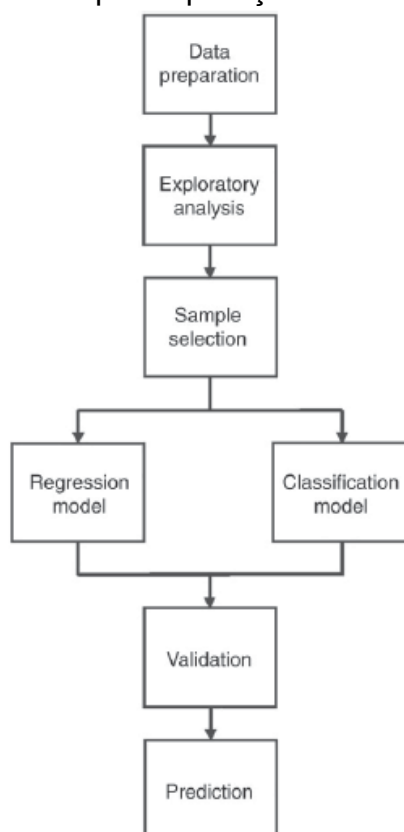 Data
preparation
Exploratory
analysis
Sample
selection
Regression
model
Classification
model
Validation
Prediction